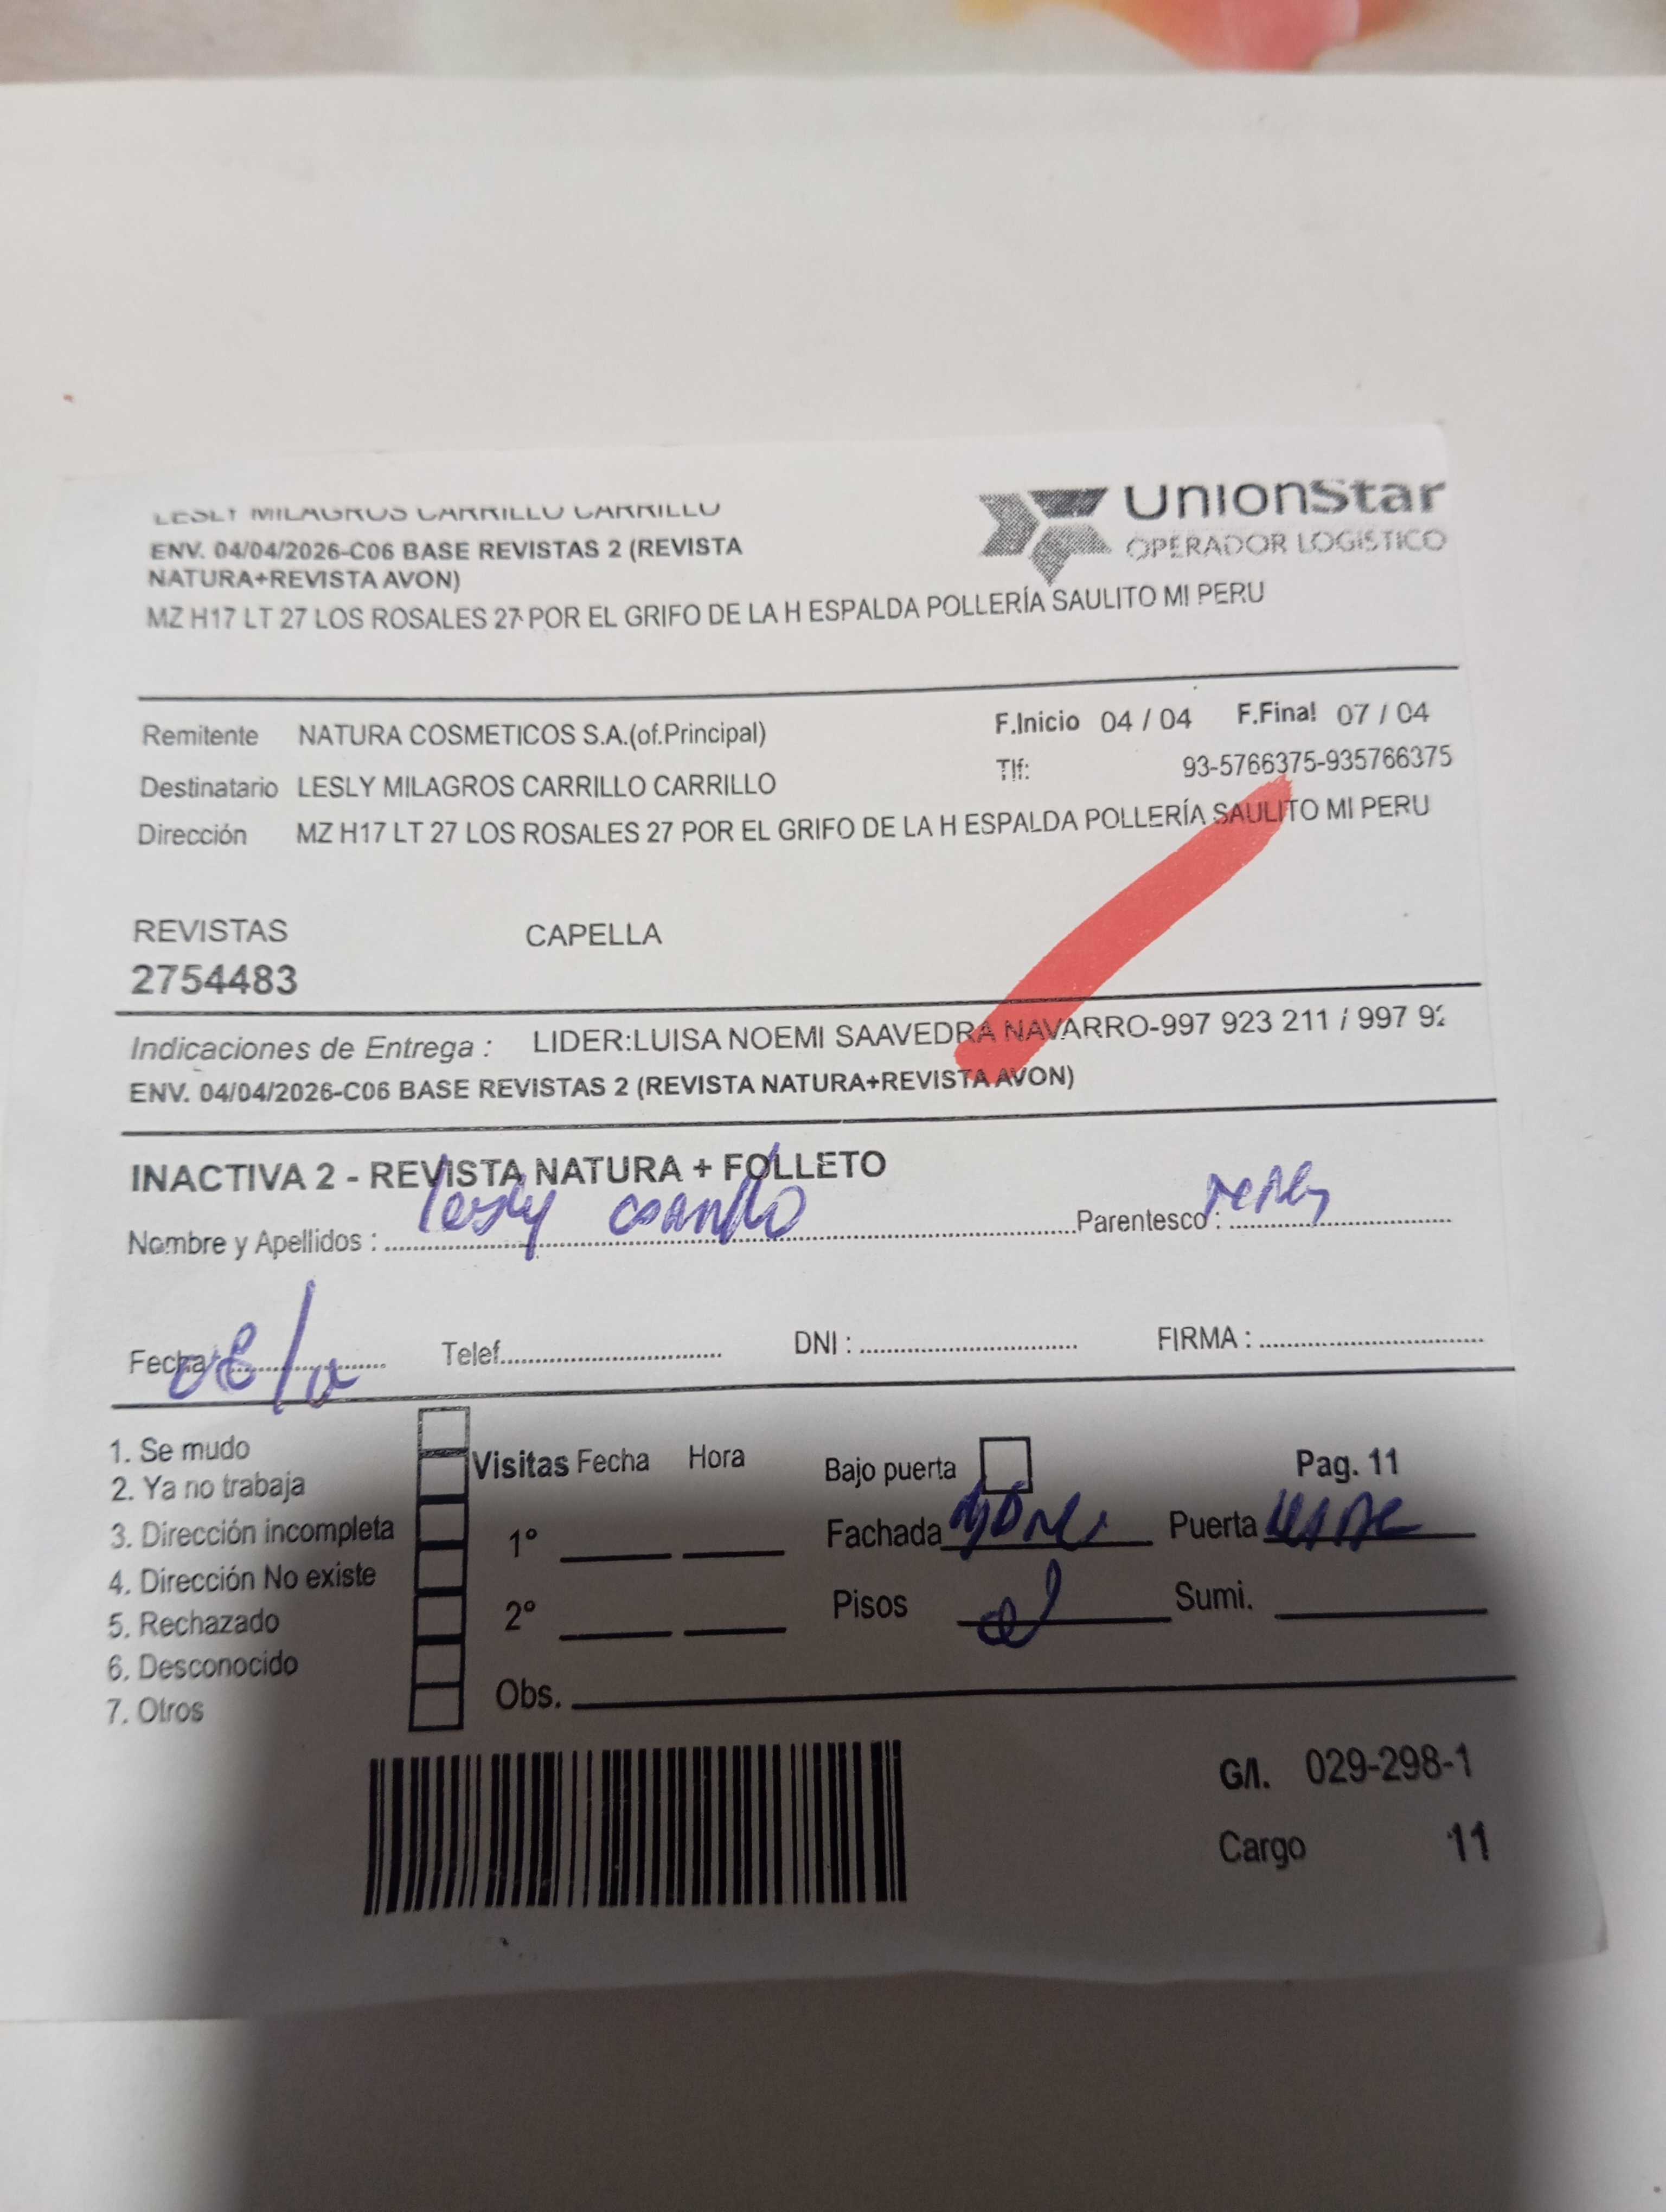 LESLY MILAGROS CARRILLO CARRILLO
ENV. 04/04/2026-C06 BASE REVISTAS 2 (REVISTA
NATURA+REVISTA AVON)
MZ H17 LT 27 LOS ROSALES 27 POR EL GRIFO DE LA H ESPALDA POLLERÍA SAULITO MI PERU
UnionStar
OPERADOR LOGISTICO
Remitente NATURA COSMETICOS S.A.(of.Principal) F.Inicio 04 / 04 F.Final 07 / 04
Destinatario LESLY MILAGROS CARRILLO CARRILLO Tlf: 93-5766375-935766375
Dirección MZ H17 LT 27 LOS ROSALES 27 POR EL GRIFO DE LA H ESPALDA POLLERÍA SAULITO MI PERU
REVISTAS CAPELLA
2754483
Indicaciones de Entrega : LIDER:LUISA NOEMI SAAVEDRA NAVARRO-997 923 211 / 997 92
ENV. 04/04/2026-C06 BASE REVISTAS 2 (REVISTA NATURA+REVISTA AVON)
INACTIVA 2 - REVISTA NATURA + FOLLETO
Nombre y Apellidos : lesly Parentesco :
Fecha Telef. DNI : FIRMA :
1. Se mudo
2. Ya no trabaja
3. Dirección incompleta
4. Dirección No existe
5. Rechazado
6. Desconocido
7. Otros
Visitas Fecha Hora
1°
2°
Obs.
Bajo puerta Pag. 11
Fachada Puerta
Pisos Sumi.
G/I. 029-298-1
Cargo 11